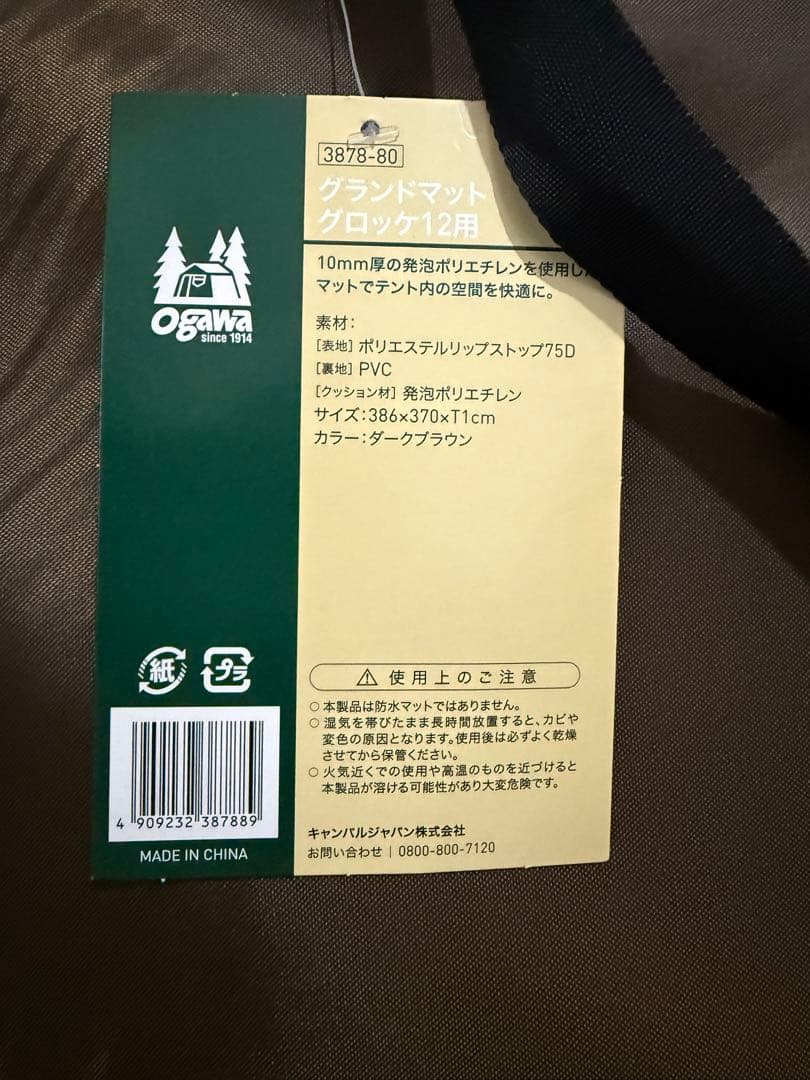 3878-80
グランドマット
グロッケ12用
10mm厚の発泡ポリエチレンを使用し
マットでテント内の空間を快適に。
ogawa
since 1914
素材:
[表地] ポリエステルリップストップ75D
[裏地] PVC
[クッション材] 発泡ポリエチレン
サイズ:386×370×T1cm
カラー:ダークブラウン
紙
プラ
⚠ 使用上のご注意
○ 本製品は防水マットではありません。
○ 湿気を帯びたまま長時間放置すると、カビや
変色の原因となります。使用後は必ずよく乾燥
させてから保管ください。
○ 火気近くでの使用や高温のものを近づけると
本製品が溶ける可能性があり大変危険です。
4 909232 387889
MADE IN CHINA
キャンパルジャパン株式会社
お問い合わせ | 0800-800-7120